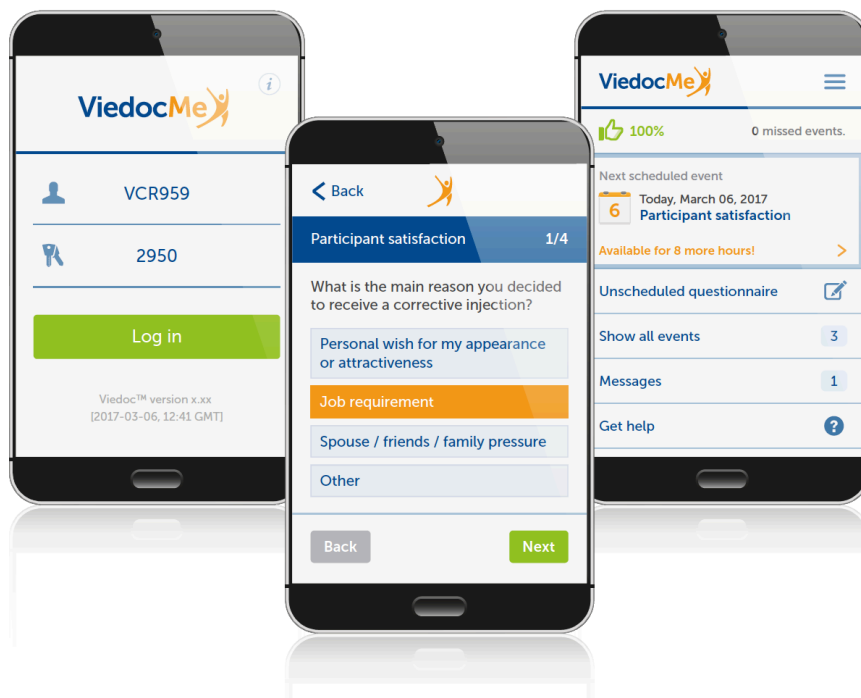 i
ViedocMe
VCR959
2950
Log in
Viedoc™ version x.xx
[2017-03-06, 12:41 GMT]
Back
Participant satisfaction 1/4
What is the main reason you decided
to receive a corrective injection?
Personal wish for my appearance
or attractiveness
Job requirement
Spouse / friends / family pressure
Other
Back Next
ViedocMe
100% 0 missed events.
Next scheduled event
6 Today, March 06, 2017
Participant satisfaction
Available for 8 more hours!
Unscheduled questionnaire
Show all events 3
Messages 1
Get help ?